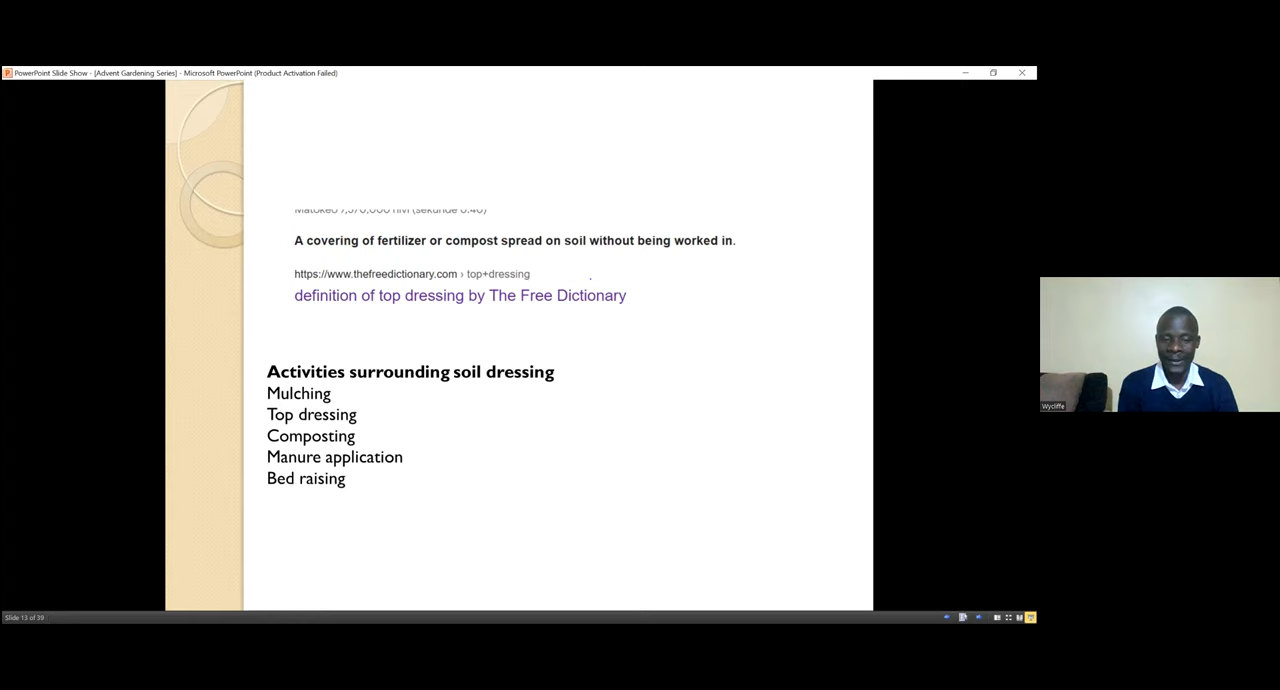 PowerPoint Slide Show - [Advent Gardening Series] - Microsoft PowerPoint (Product Activation Failed)
A covering of fertilizer or compost spread on soil without being worked in.
https://www.thefreedictionary.com › top+dressing
definition of top dressing by The Free Dictionary
Activities surrounding soil dressing
Mulching
Top dressing
Composting
Manure application
Bed raising
Wycliffe
Slide 13 of 39